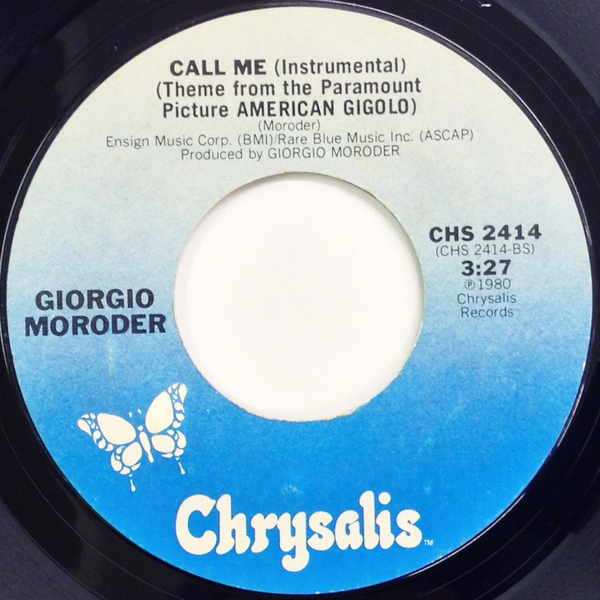 CALL ME (Instrumental)
(Theme from the Paramount
Picture AMERICAN GIGOLO)
(Moroder)
Ensign Music Corp. (BMI)/Rare Blue Music Inc. (ASCAP)
Produced by GIORGIO MORODER
CHS 2414
(CHS 2414-BS)
3:27
℗1980
Chrysalis
Records
GIORGIO
MORODER
Chrysalis™